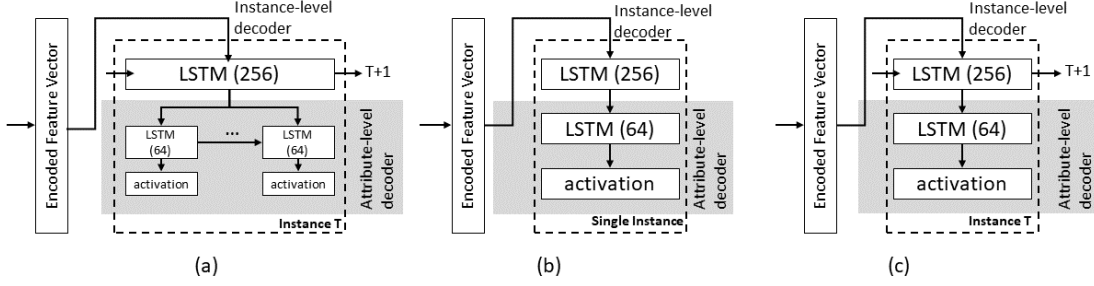 Encoded Feature Vector
Instance-level
decoder
LSTM (256)
T+1
LSTM
(64)
...
LSTM
(64)
activation
activation
Attribute-level
decoder
Instance T
(a)
Encoded Feature Vector
Instance-level
decoder
LSTM (256)
LSTM (64)
activation
Attribute-level
decoder
Single Instance
(b)
Encoded Feature Vector
Instance-level
decoder
LSTM (256)
T+1
LSTM (64)
activation
Attribute-level
decoder
Instance T
(c)